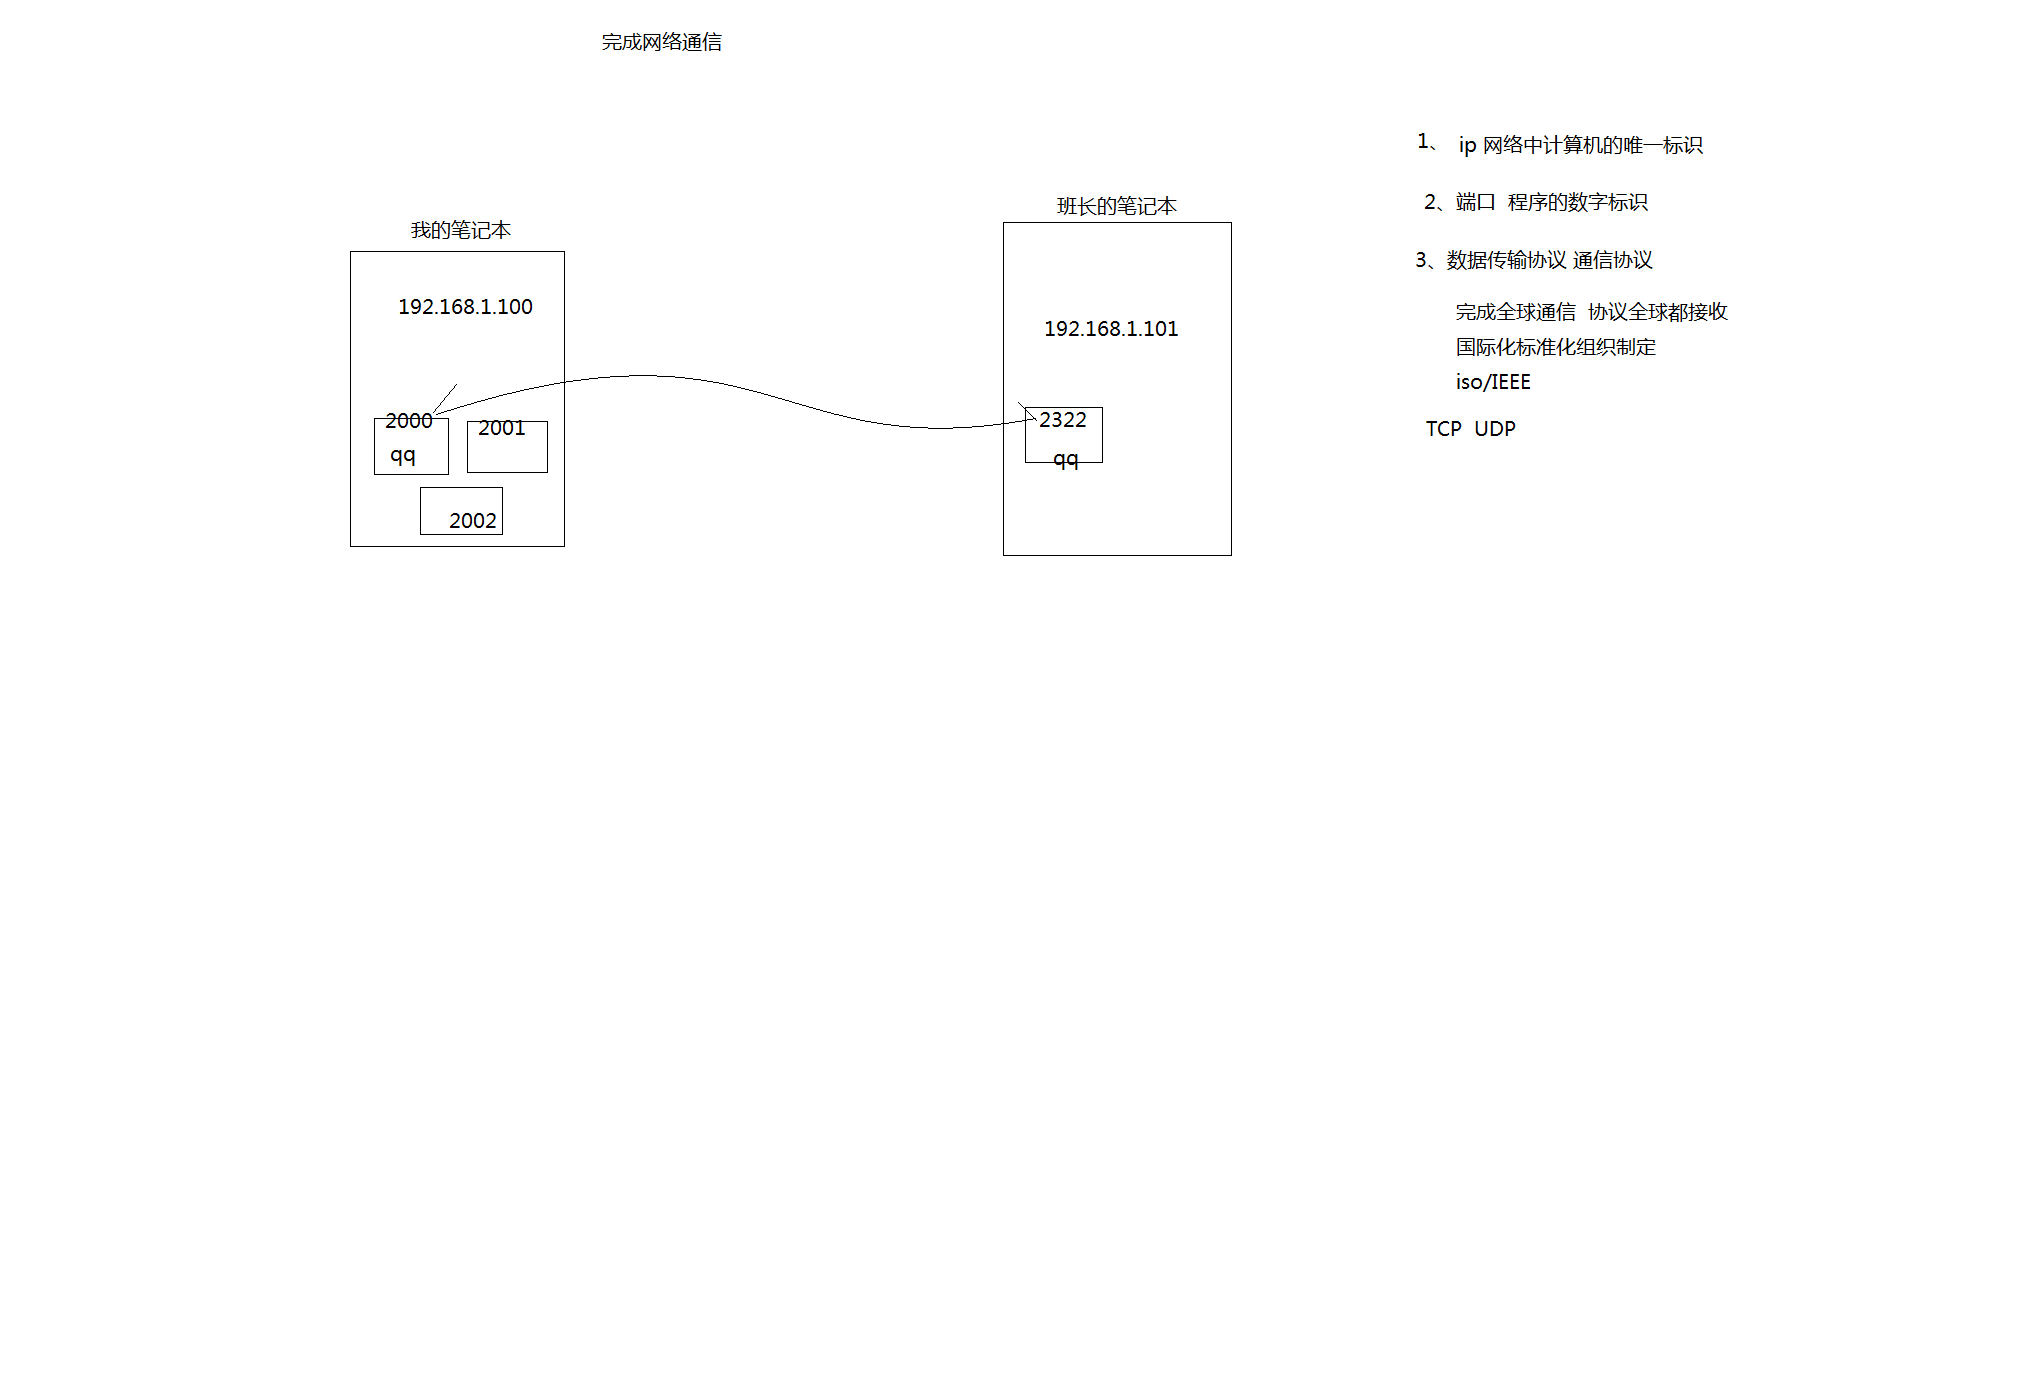 完成网络通信
我的笔记本
192.168.1.100
2000
qq
2001
2002
班长的笔记本
192.168.1.101
2322
qq
1、 ip 网络中计算机的唯一标识
2、端口 程序的数字标识
3、数据传输协议 通信协议
完成全球通信 协议全球都接收
国际化标准化组织制定
iso/IEEE
TCP UDP